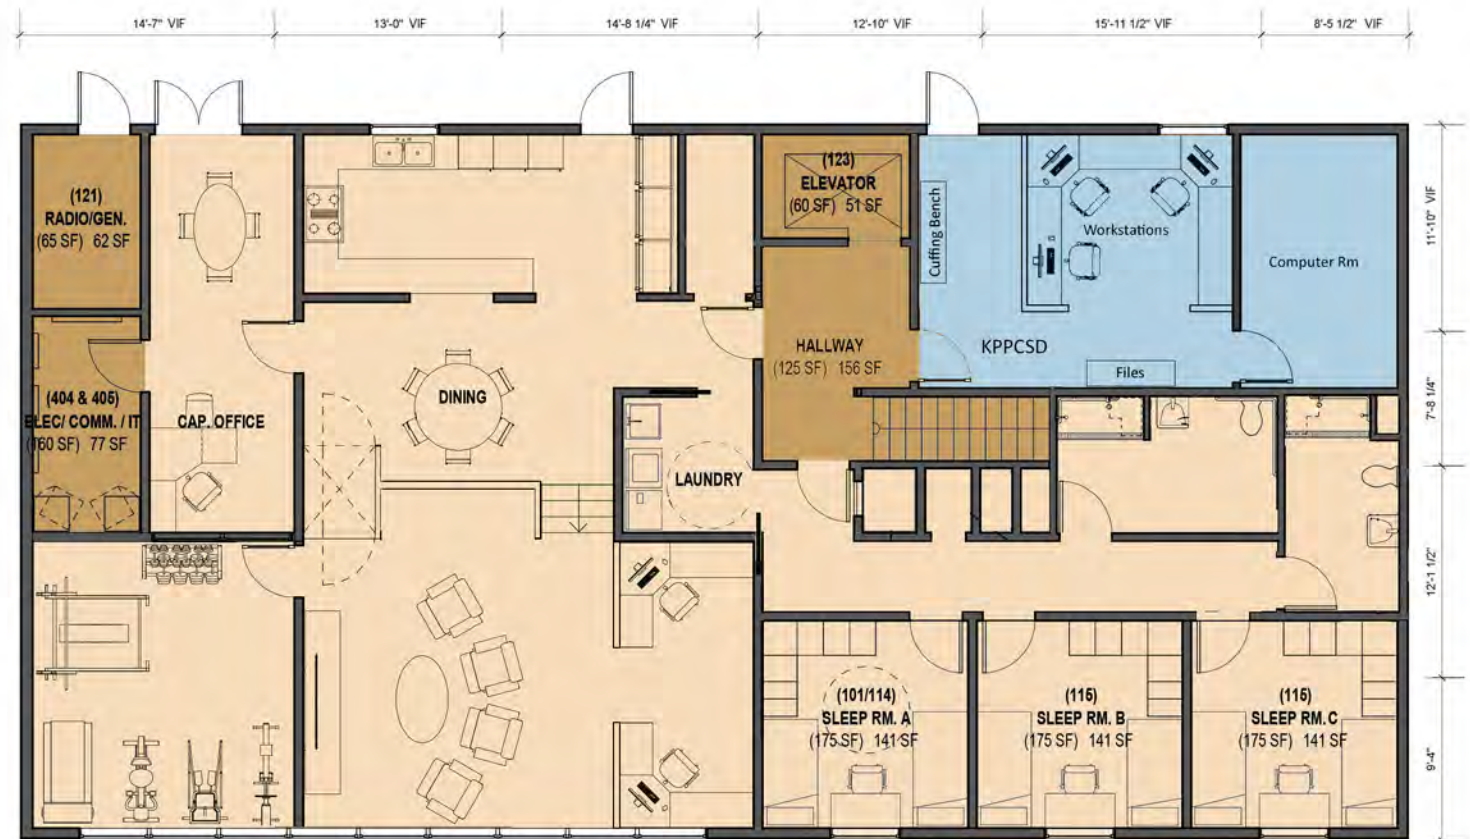 14'-7" VIF
13'-0" VIF
14'-8 1/4" VIF
12'-10" VIF
15'-11 1/2" VIF
8'-5 1/2" VIF
(121)
RADIO/GEN.
(65 SF) 62 SF
(123)
ELEVATOR
(60 SF) 51 SF
Cuffing Bench
Workstations
Computer Rm
11'-10" VIF
HALLWAY
(125 SF) 156 SF
KPPCSD
Files
(404 & 405)
ELEC/ COMM. / IT
(160 SF) 77 SF
CAP. OFFICE
DINING
7'-8 1/4"
LAUNDRY
12'-1 1/2"
(101/114)
SLEEP RM. A
(175 SF) 141 SF
(115)
SLEEP RM. B
(175 SF) 141 SF
(115)
SLEEP RM. C
(175 SF) 141 SF
9'-4"